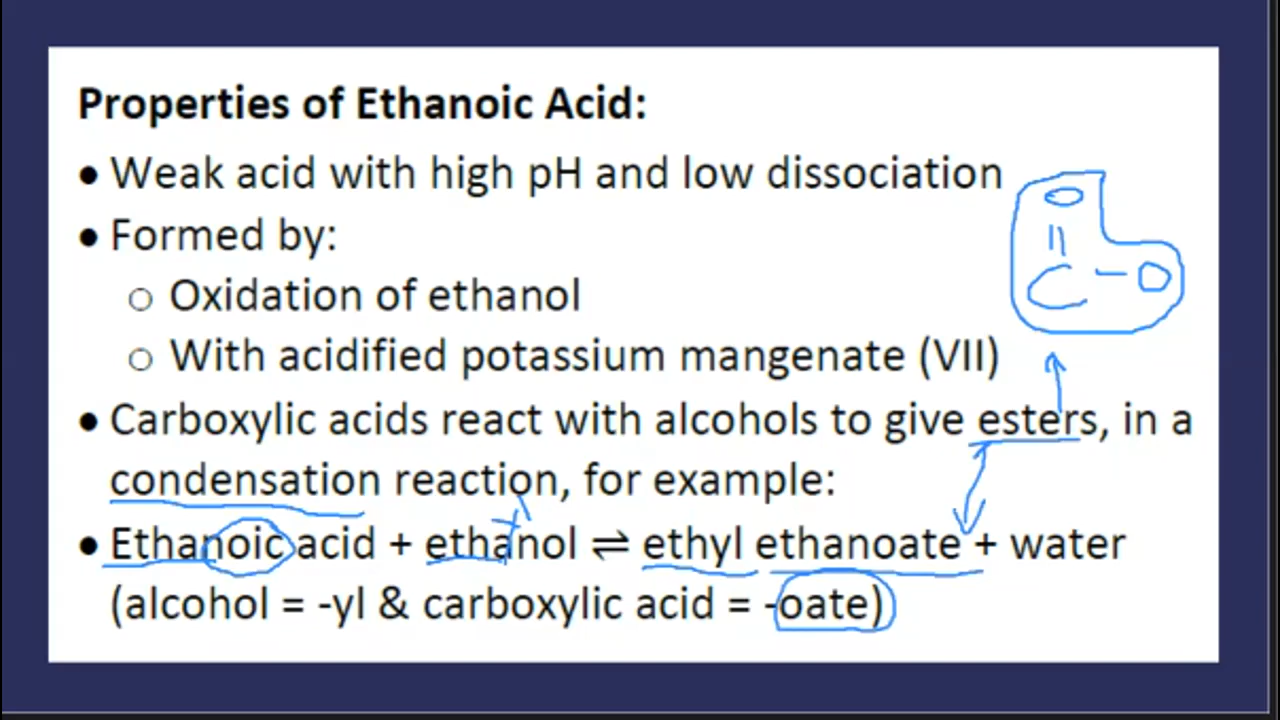 Properties of Ethanoic Acid:
• Weak acid with high pH and low dissociation
• Formed by:
○ Oxidation of ethanol
○ With acidified potassium mangenate (VII)
• Carboxylic acids react with alcohols to give esters, in a
condensation reaction, for example:
• Ethanoic acid + ethanol ⇌ ethyl ethanoate + water
(alcohol = -yl & carboxylic acid = -oate)
O
||
C - O